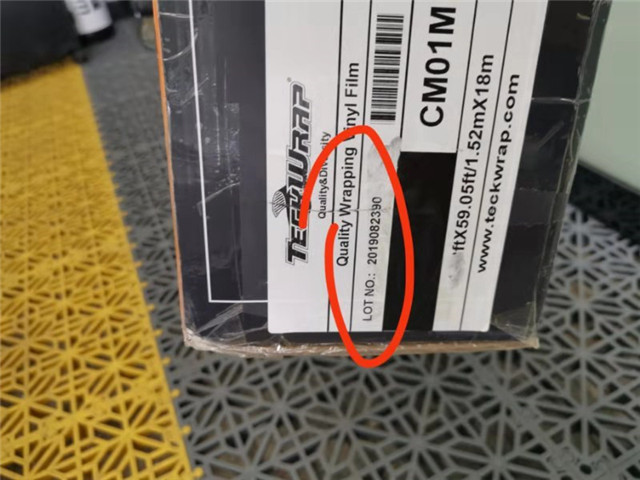 TECKWRAP®
Quality&Diversity
Quality Wrapping Vinyl Film
LOT NO.: 2019082390
CM01M
ftX59.05ft/1.52mX18m
www.teckwrap.com